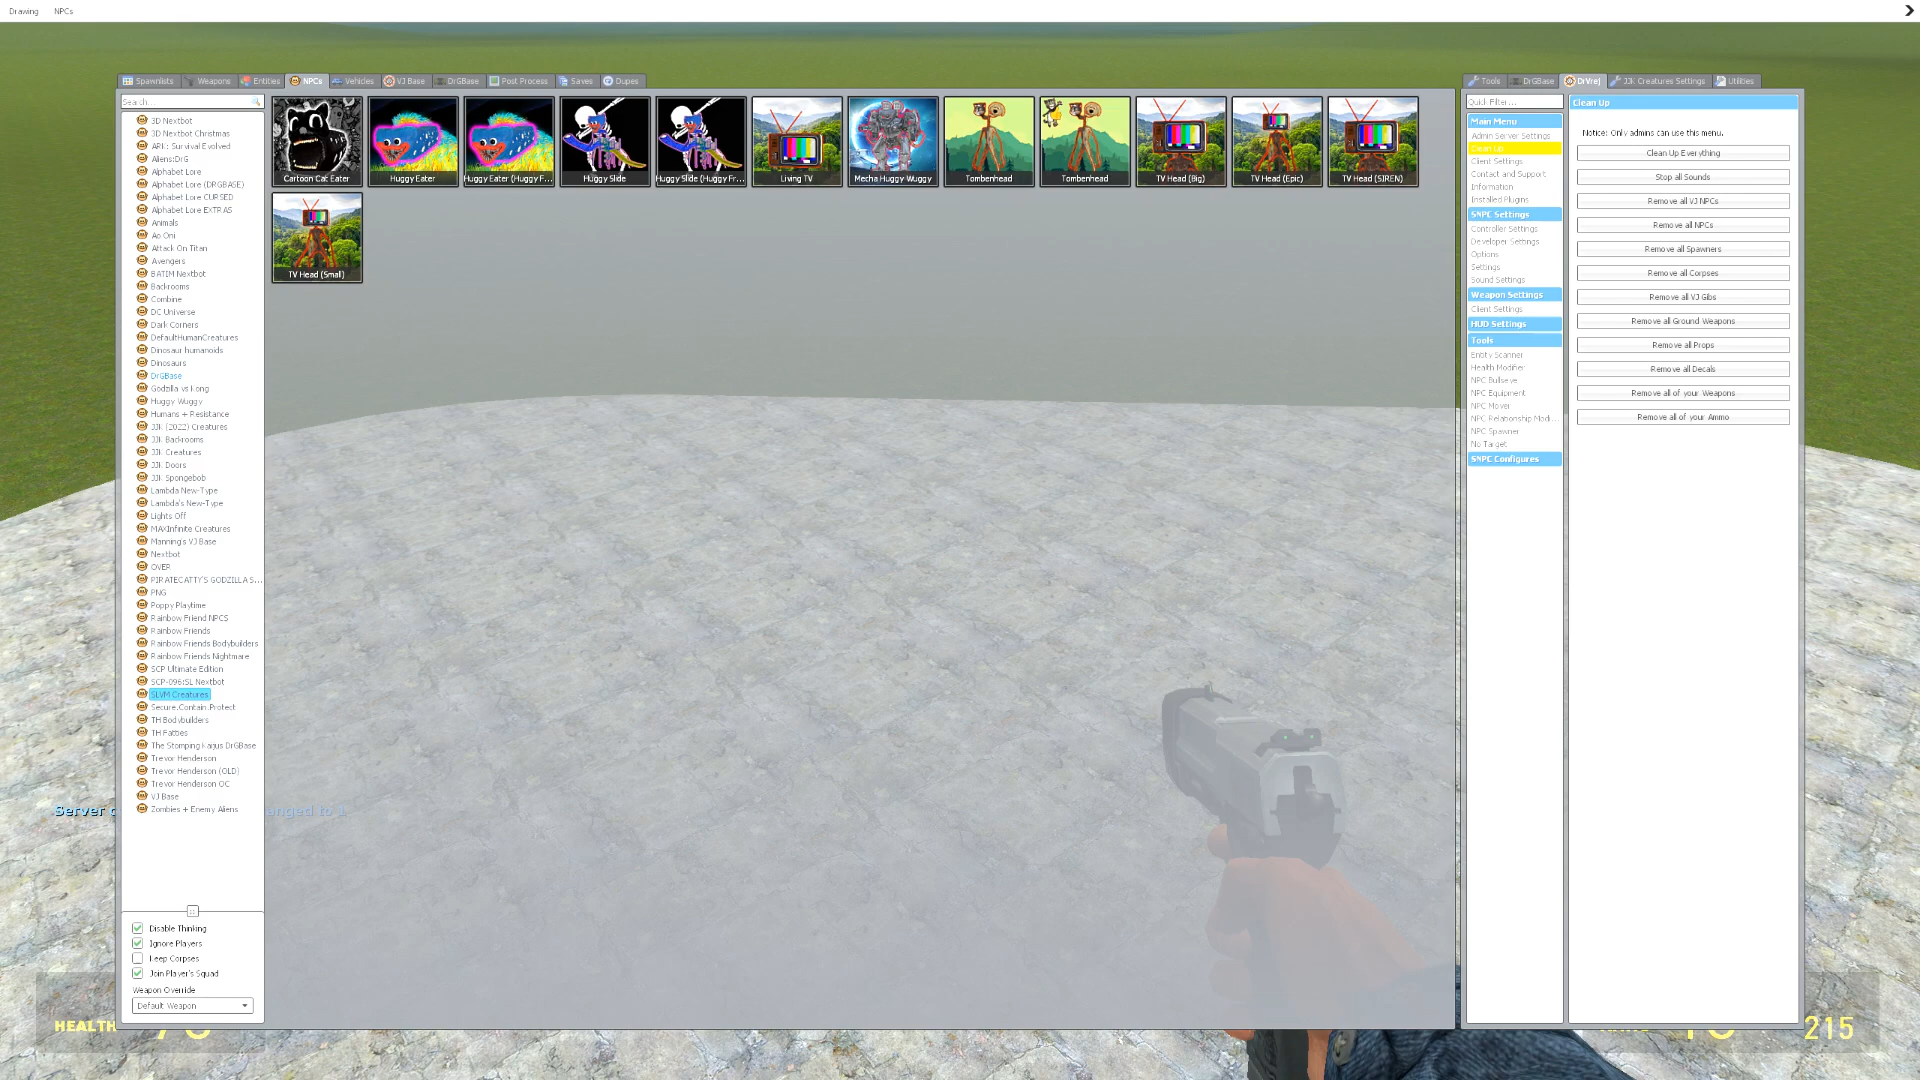 Drawing NPCs
Spawnlists Weapons Entities NPCs Vehicles VJ Base DrGBase Post Process Saves Dupes
Search...
3D Nextbot
3D Nextbot Christmas
ARK: Survival Evolved
Aliens:DrG
Alphabet Lore
Alphabet Lore (DRGBASE)
Alphabet Lore CURSED
Alphabet Lore EXTRAS
Animals
Ao Oni
Attack On Titan
Avengers
BATIM Nextbot
Backrooms
Combine
DC Universe
Dark Corners
DefaultHumanCreatures
Dinosaur humanoids
Dinosaurs
DrGBase
Godzilla vs Kong
Huggy Wuggy
Humans + Resistance
JJK (2022) Creatures
JJK Backrooms
JJK Creatures
JJK Doors
JJK Spongebob
Lambda New-Type
Lambda's New-Type
Lights Off
MAXInfinite Creatures
Manning's VJ Base
Nextbot
OVER
PIRATECATTY'S GODZILLA S...
PNG
Poppy Playtime
Rainbow Friend NPCS
Rainbow Friends
Rainbow Friends Bodybuilders
Rainbow Friends Nightmare
SCP Ultimate Edition
SCP-096:SL Nextbot
SLVM Creatures
Secure.Contain.Protect
TH Bodybuilders
TH Fatties
The Stomping Kaijus DrGBase
Trevor Henderson
Trevor Henderson (OLD)
Trevor Henderson OC
VJ Base
Zombies + Enemy Aliens
Disable Thinking
Ignore Players
Keep Corpses
Join Player's Squad
Weapon Override
Default Weapon
Cartoon Cat Eater
Huggy Eater
Huggy Eater (Huggy F...
Huggy Slide
Huggy Slide (Huggy Fr...
Living TV
Mecha Huggy Wuggy
Tombenhead
Tombenhead
TV Head (Big)
TV Head (Epic)
TV Head (SIREN)
TV Head (Small)
Server anged to 1
HEALTH
215
Tools DrGBase DrVrej JJK Creatures Settings Utilities
Quick Filter...
Main Menu
Admin Server Settings
Clean Up
Client Settings
Contact and Support
Information
Installed Plugins
SNPC Settings
Controller Settings
Developer Settings
Options
Settings
Sound Settings
Weapon Settings
Client Settings
HUD Settings
Tools
Entity Scanner
Health Modifier
NPC Bullseye
NPC Equipment
NPC Mover
NPC Relationship Modi...
NPC Spawner
No Target
SNPC Configures
Clean Up
Notice: Only admins can use this menu.
Clean Up Everything
Stop all Sounds
Remove all VJ NPCs
Remove all NPCs
Remove all Spawners
Remove all Corpses
Remove all VJ Gibs
Remove all Ground Weapons
Remove all Props
Remove all Decals
Remove all of your Weapons
Remove all of your Ammo